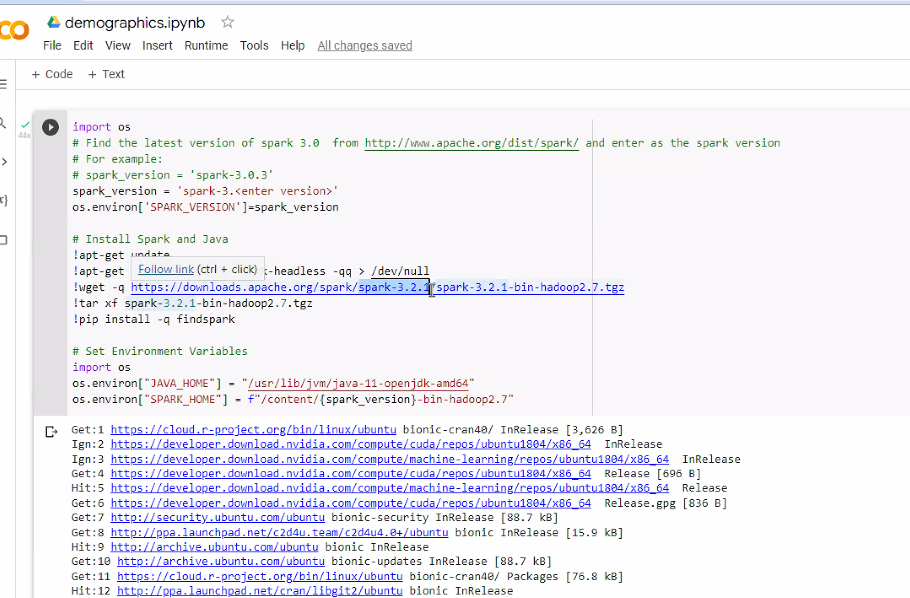 CO demographics.ipynb
File Edit View Insert Runtime Tools Help All changes saved
+ Code + Text
44s
import os
# Find the latest version of spark 3.0  from http://www.apache.org/dist/spark/ and enter as the spark version
# For example:
# spark_version = 'spark-3.0.3'
spark_version = 'spark-3.<enter version>'
os.environ['SPARK_VERSION']=spark_version
# Install Spark and Java
!apt-get update
Follow link (ctrl + click)
!apt-get k-headless -qq > /dev/null
!wget -q https://downloads.apache.org/spark/spark-3.2.1/spark-3.2.1-bin-hadoop2.7.tgz
!tar xf spark-3.2.1-bin-hadoop2.7.tgz
!pip install -q findspark
# Set Environment Variables
import os
os.environ["JAVA_HOME"] = "/usr/lib/jvm/java-11-openjdk-amd64"
os.environ["SPARK_HOME"] = f"/content/{spark_version}-bin-hadoop2.7"
Get:1 https://cloud.r-project.org/bin/linux/ubuntu bionic-cran40/ InRelease [3,626 B]
Ign:2 https://developer.download.nvidia.com/compute/cuda/repos/ubuntu1804/x86_64  InRelease
Ign:3 https://developer.download.nvidia.com/compute/machine-learning/repos/ubuntu1804/x86_64  InRelease
Get:4 https://developer.download.nvidia.com/compute/cuda/repos/ubuntu1804/x86_64  Release [696 B]
Hit:5 https://developer.download.nvidia.com/compute/machine-learning/repos/ubuntu1804/x86_64  Release
Get:6 https://developer.download.nvidia.com/compute/cuda/repos/ubuntu1804/x86_64  Release.gpg [836 B]
Get:7 http://security.ubuntu.com/ubuntu bionic-security InRelease [88.7 kB]
Get:8 http://ppa.launchpad.net/c2d4u.team/c2d4u4.0+/ubuntu bionic InRelease [15.9 kB]
Hit:9 http://archive.ubuntu.com/ubuntu bionic InRelease
Get:10 http://archive.ubuntu.com/ubuntu bionic-updates InRelease [88.7 kB]
Get:11 https://cloud.r-project.org/bin/linux/ubuntu bionic-cran40/ Packages [76.8 kB]
Hit:12 http://ppa.launchpad.net/cran/libgit2/ubuntu bionic InRelease